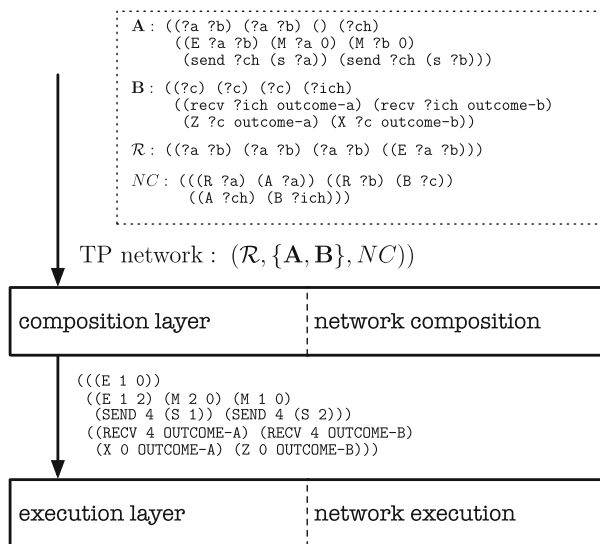 A : ((?a ?b) (?a ?b) () (?ch)
((E ?a ?b) (M ?a 0) (M ?b 0)
(send ?ch (s ?a)) (send ?ch (s ?b)))
B : ((?c) (?c) (?c) (?ich)
((recv ?ich outcome-a) (recv ?ich outcome-b)
(Z ?c outcome-a) (X ?c outcome-b))
R : ((?a ?b) (?a ?b) (?a ?b) ((E ?a ?b)))
NC : (((R ?a) (A ?a)) ((R ?b) (B ?c))
((A ?ch) (B ?ich)))
TP network : (R, {A, B}, NC))
composition layer network composition
(((E 1 0))
((E 1 2) (M 2 0) (M 1 0)
(SEND 4 (S 1)) (SEND 4 (S 2)))
((RECV 4 OUTCOME-A) (RECV 4 OUTCOME-B)
(X 0 OUTCOME-A) (Z 0 OUTCOME-B)))
execution layer network execution